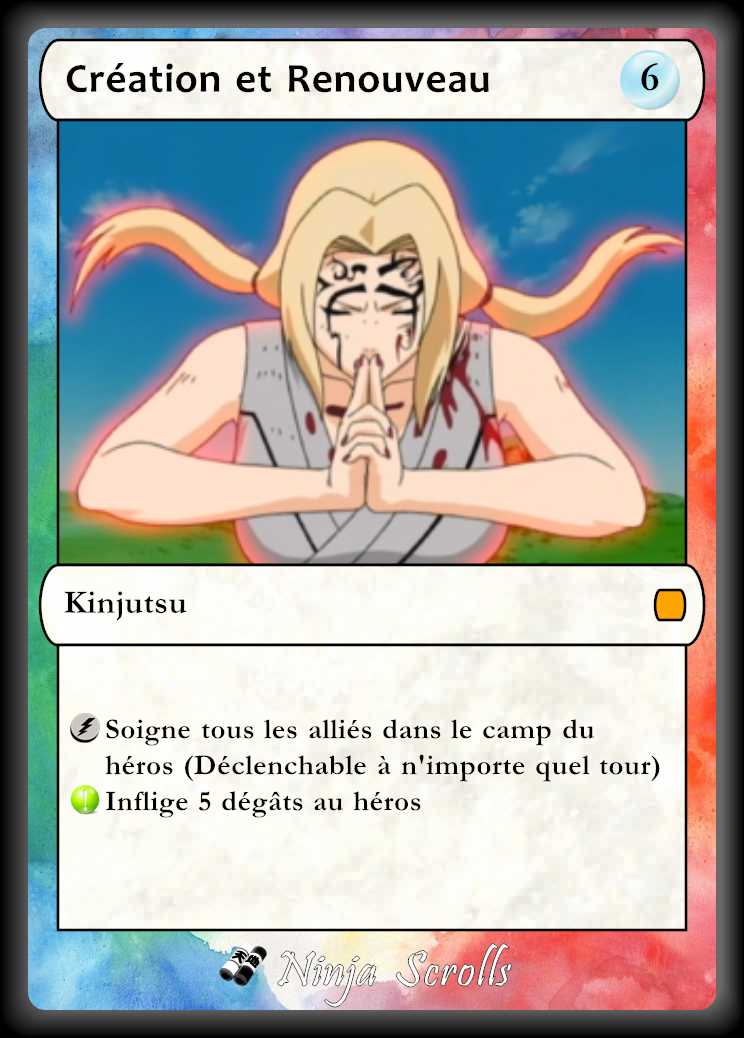 Création et Renouveau
6
Kinjutsu
Soigne tous les alliés dans le camp du
héros (Déclenchable à n'importe quel tour)
Inflige 5 dégâts au héros
Ninja Scrolls